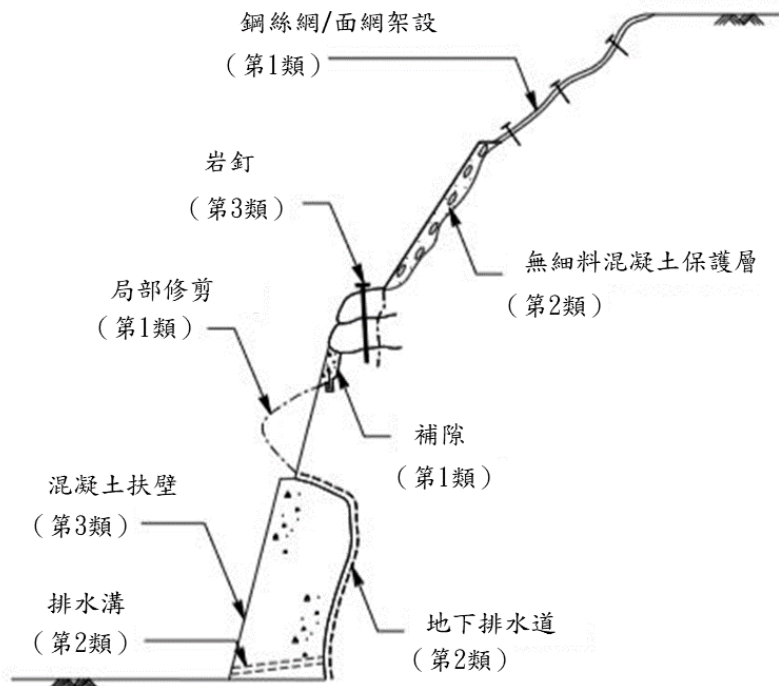 鋼絲網/面網架設
（第1類）
岩釘
（第3類）
無細料混凝土保護層
（第2類）
局部修剪
（第1類）
補隙
（第1類）
混凝土扶壁
（第3類）
排水溝
（第2類）
地下排水道
（第2類）